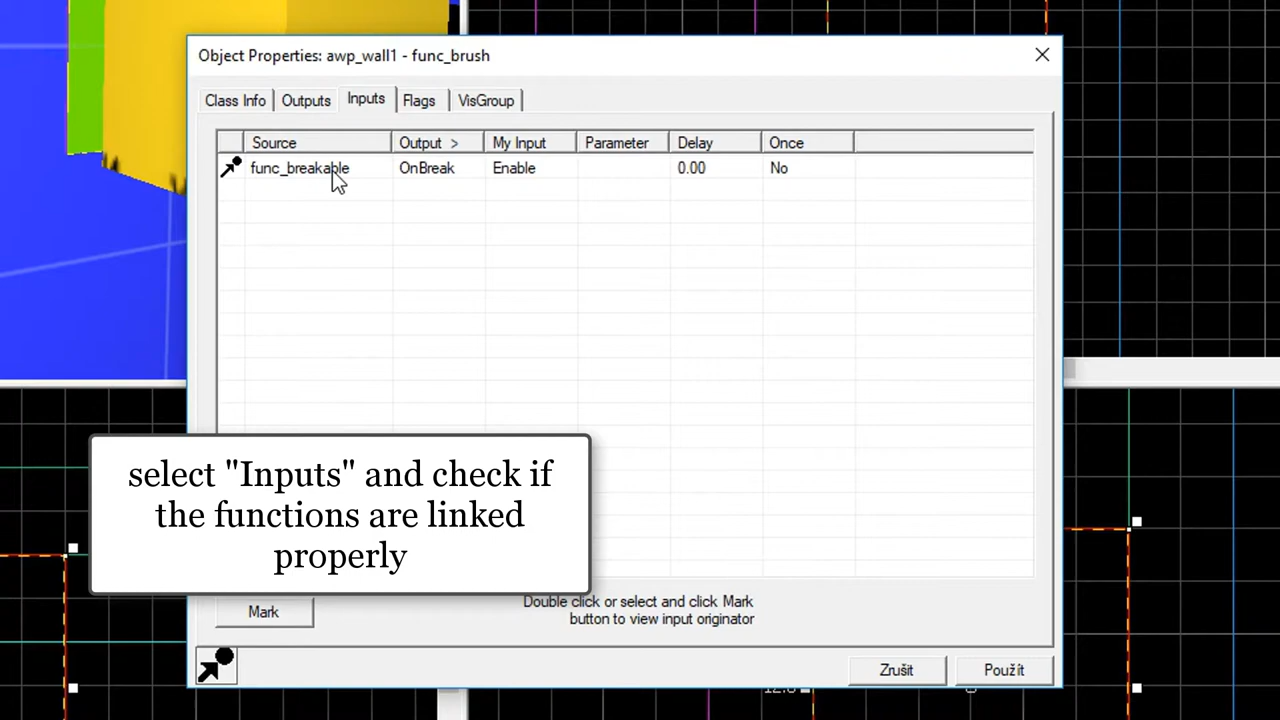 Object Properties: awp_wall1 - func_brush
Class Info Outputs Inputs Flags VisGroup
Source Output > My Input Parameter Delay Once
func_breakable OnBreak Enable 0.00 No
select "Inputs" and check if
the functions are linked
properly
Mark
Double click or select and click Mark
button to view input originator
Zrušit Použít